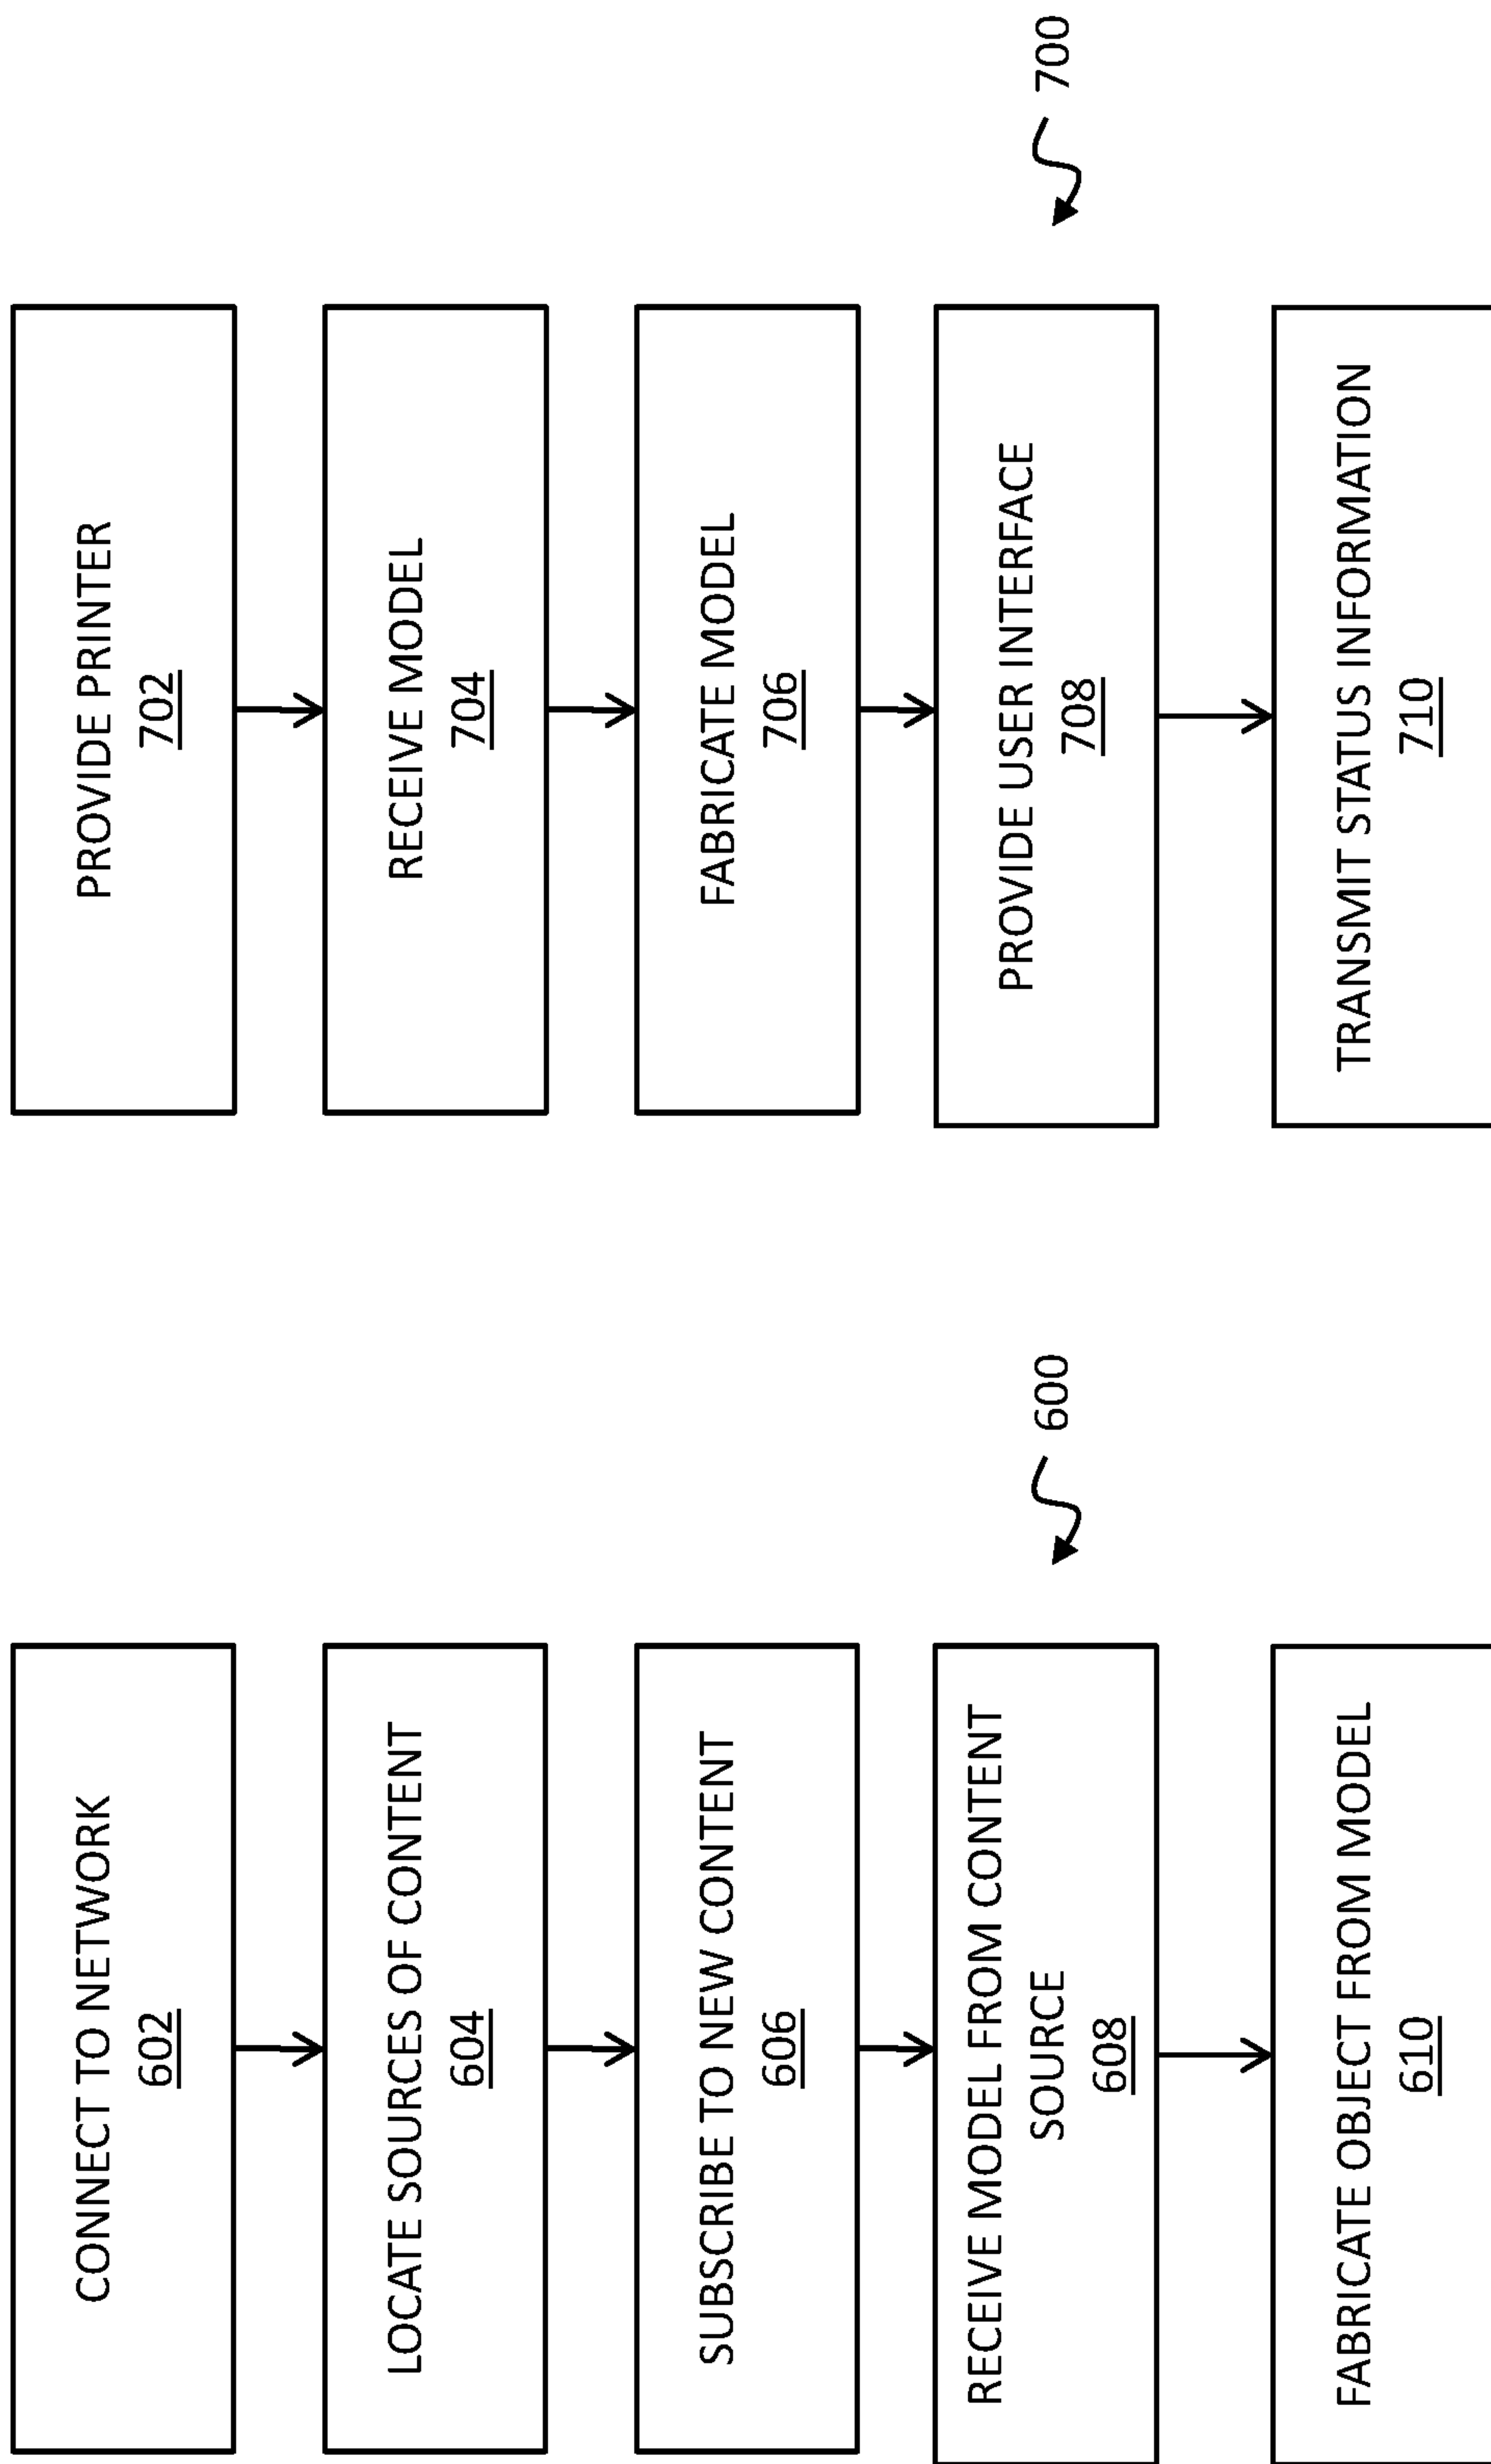 CONNECT TO NETWORK
602
LOCATE SOURCES OF CONTENT
604
SUBSCRIBE TO NEW CONTENT
606
RECEIVE MODEL FROM CONTENT
SOURCE
608
FABRICATE OBJECT FROM MODEL
610
600
PROVIDE PRINTER
702
RECEIVE MODEL
704
FABRICATE MODEL
706
PROVIDE USER INTERFACE
708
TRANSMIT STATUS INFORMATION
710
700